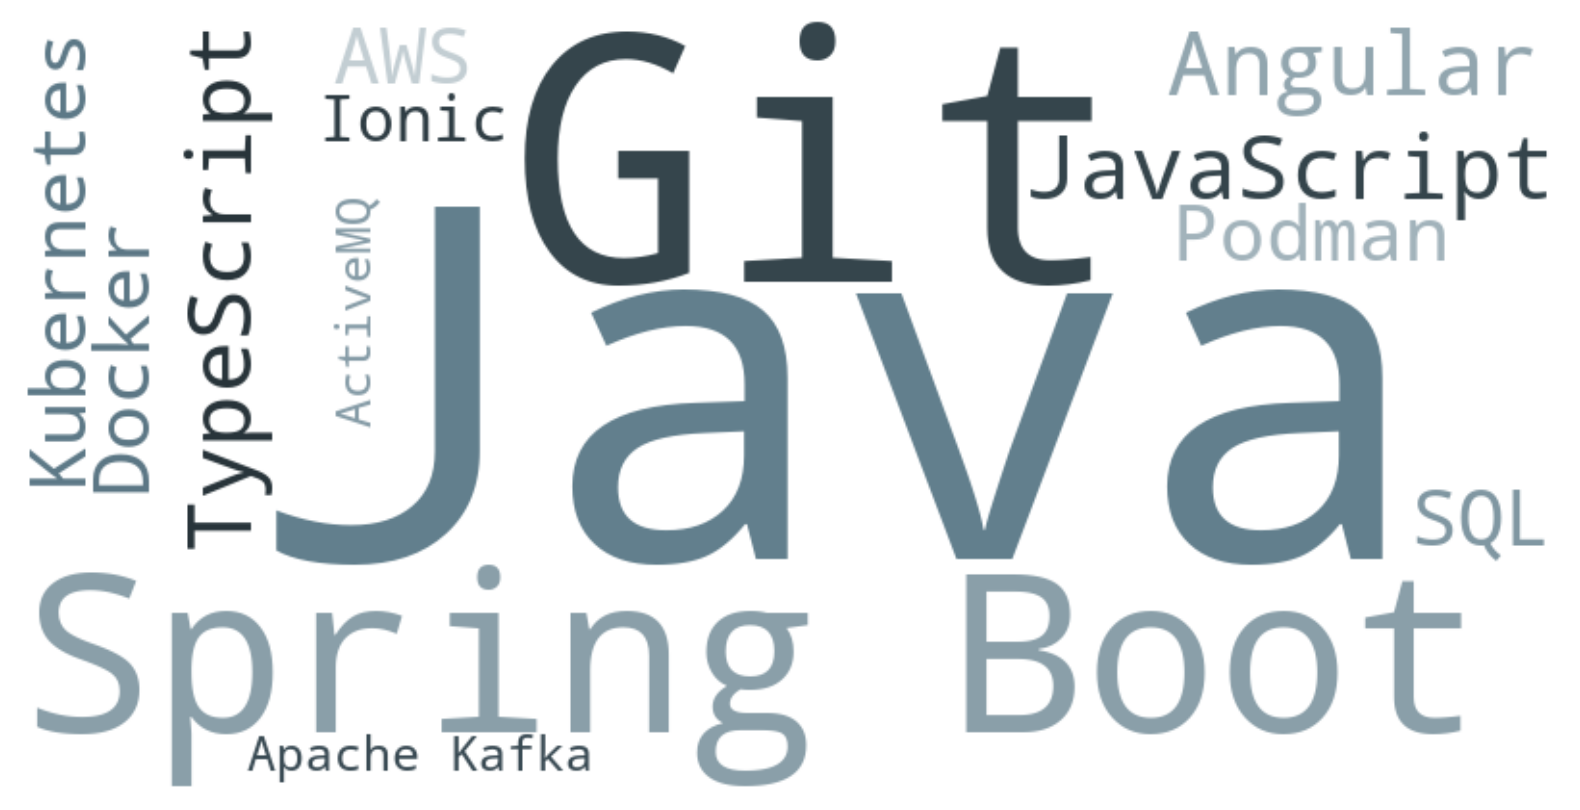 Kubernetes
Docker
TypeScript
AWS
Ionic
ActiveMQ
Git
Angular
JavaScript
Podman
Java
SQL
Spring Boot
Apache Kafka